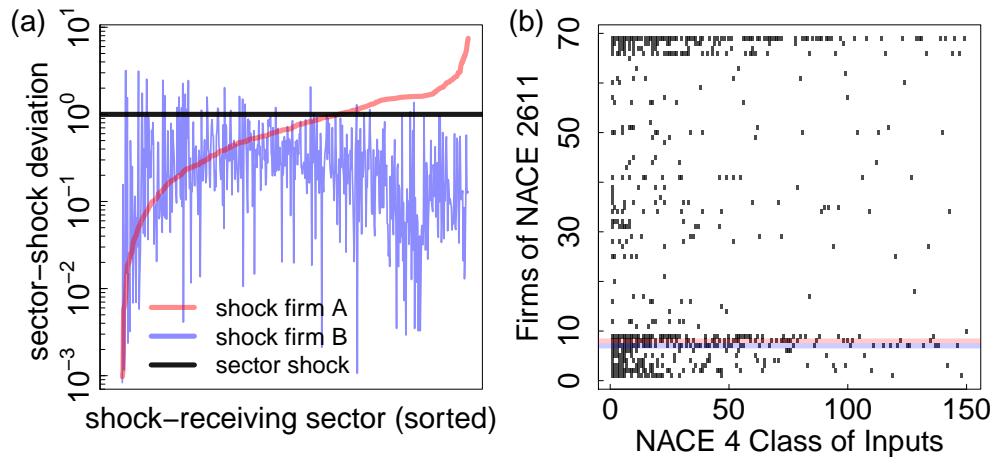 (a)
sector−shock deviation
10^1
10^0
10^−1
10^−2
10^−3
shock firm A
shock firm B
sector shock
shock−receiving sector (sorted)
(b)
Firms of NACE 2611
70
50
30
10
0
0 50 100 150
NACE 4 Class of Inputs